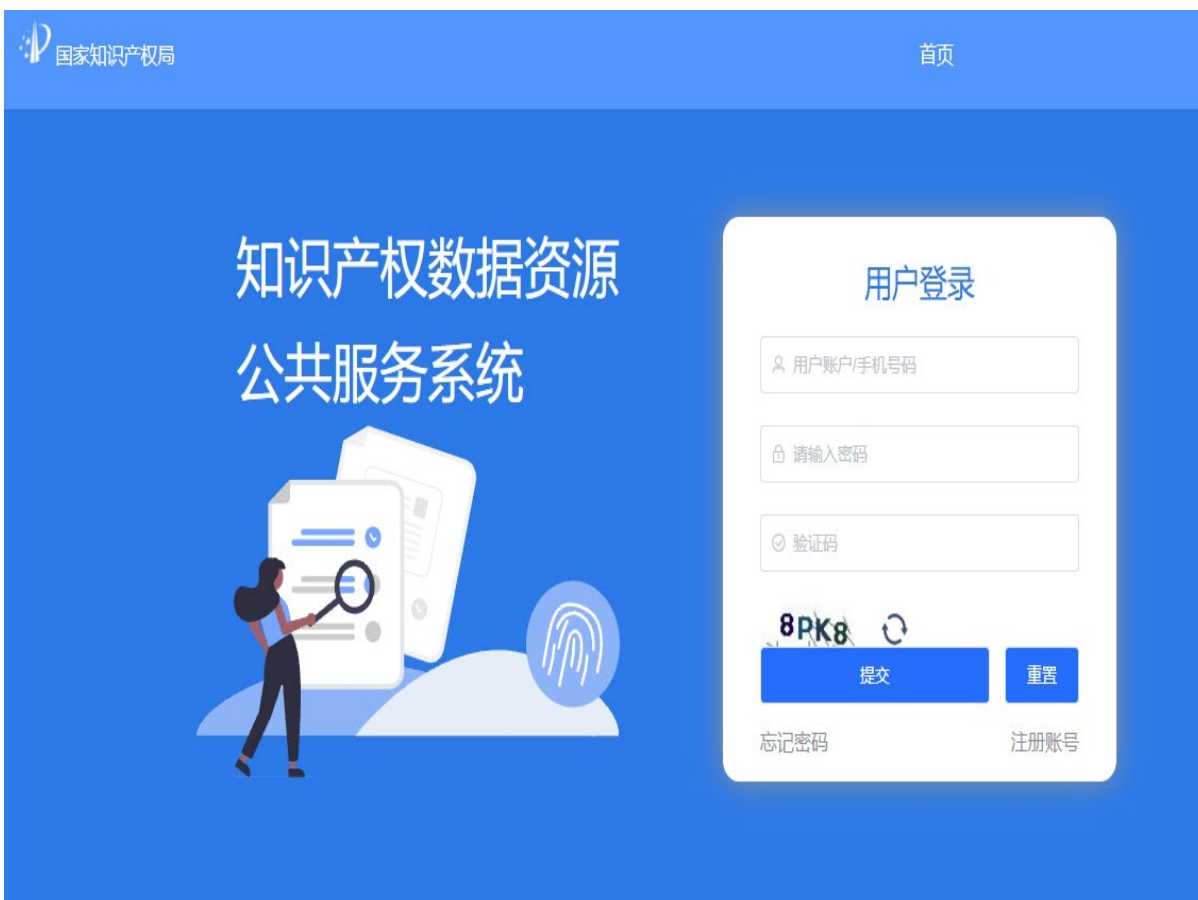 国家知识产权局
首页
知识产权数据资源
公共服务系统
用户登录
用户账户/手机号码
请输入密码
验证码
8PK8
提交
重置
忘记密码
注册账号